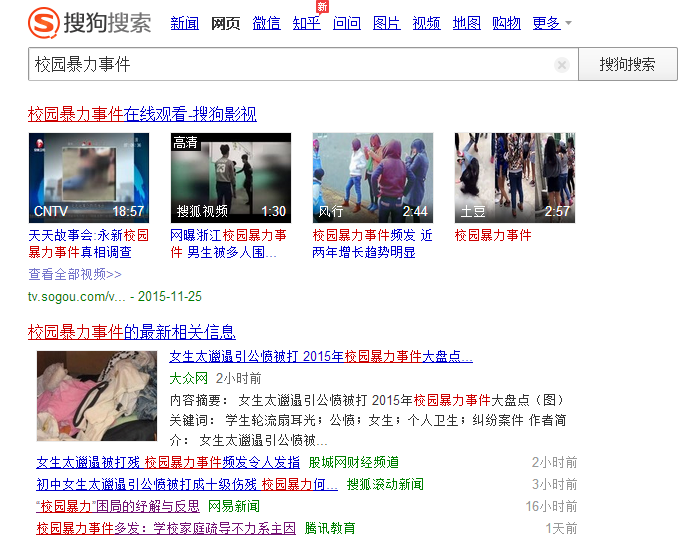 搜狗搜索 新闻 网页 微信 知乎 问问 图片 视频 地图 购物 更多
新
校园暴力事件 搜狗搜索
校园暴力事件在线观看-搜狗影视
高清
CNTV 18:57 搜狐视频 1:30 风行 2:44 土豆 2:57
天天故事会:永新校园 网曝浙江校园暴力事 校园暴力事件频发 近 校园暴力事件
暴力事件真相调查 件 男生被多人围... 两年增长趋势明显
查看全部视频>>
tv.sogou.com/v... - 2015-11-25
校园暴力事件的最新相关信息
女生太邋遢引公愤被打 2015年校园暴力事件大盘点...
大众网 2小时前
内容摘要： 女生太邋遢引公愤被打 2015年校园暴力事件大盘点（图）
关键词： 学生轮流扇耳光；公愤；女生；个人卫生；纠纷案件 作者简
介： 女生太邋遢引公愤被...
女生太邋遢被打残 校园暴力事件频发令人发指 股城网财经频道 2小时前
初中女生太邋遢引公愤被打成十级伤残 校园暴力何... 搜狐滚动新闻 3小时前
“校园暴力”困局的纾解与反思 网易新闻 16小时前
校园暴力事件多发：学校家庭疏导不力系主因 腾讯教育 1天前